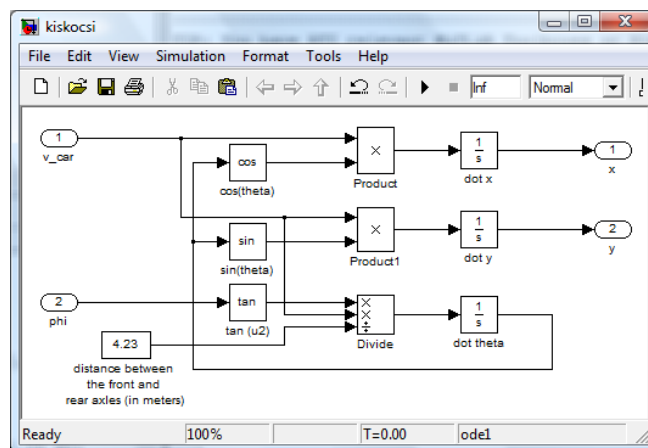 kiskocsi
File Edit View Simulation Format Tools Help
Inf Normal
1
v_car
cos
cos(theta)
×
Product
1
s
dot x
1
x
sin
sin(theta)
×
Product1
1
s
dot y
2
y
2
phi
tan
tan (u2)
×
×
÷
Divide
1
s
dot theta
4.23
distance between
the front and
rear axles (in meters)
Ready 100% T=0.00 ode1